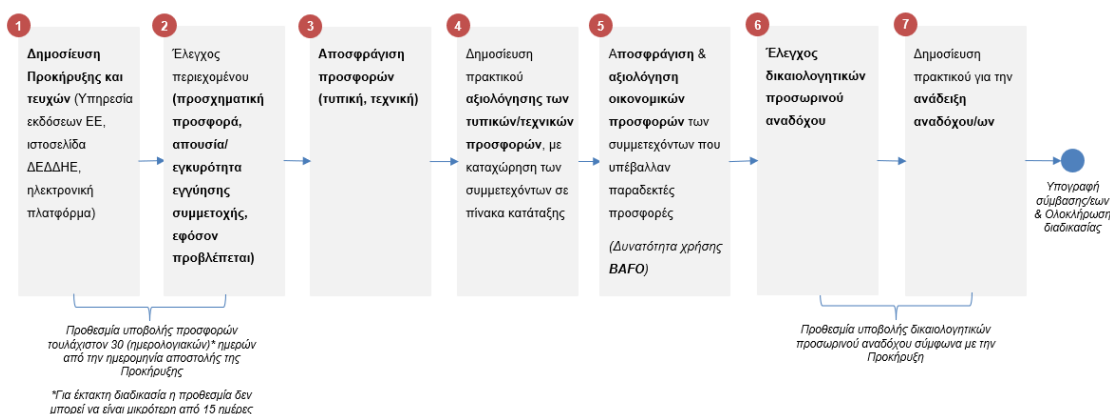 1
Δημοσίευση
Προκήρυξης και
τευχών (Υπηρεσία
εκδόσεων ΕΕ,
ιστοσελίδα
ΔΕΔΔΗΕ,
ηλεκτρονική
πλατφόρμα)
2
Έλεγχος
περιεχομένου
(προσχηματική
προσφορά,
απουσία/
εγκυρότητα
εγγύησης
συμμετοχής,
εφόσον
προβλέπεται)
3
Αποσφράγιση
προσφορών
(τυπική, τεχνική)
4
Δημοσίευση
πρακτικού
αξιολόγησης των
τυπικών/τεχνικών
προσφορών, με
καταχώρηση των
συμμετεχόντων σε
πίνακα κατάταξης
5
Αποσφράγιση &
αξιολόγηση
οικονομικών
προσφορών των
συμμετεχόντων που
υπέβαλλαν
παραδεκτές
προσφορές
(Δυνατότητα χρήσης
BAFO)
6
Έλεγχος
δικαιολογητικών
προσωρινού
αναδόχου
7
Δημοσίευση
πρακτικού για την
ανάδειξη
αναδόχου/ων
Υπογραφή
σύμβασης/εων
& Ολοκλήρωση
διαδικασίας
Προθεσμία υποβολής προσφορών
τουλάχιστον 30 (ημερολογιακών)* ημερών
από την ημερομηνία αποστολής της
Προκήρυξης
*Για έκτακτη διαδικασία η προθεσμία δεν
μπορεί να είναι μικρότερη από 15 ημέρες
Προθεσμία υποβολής δικαιολογητικών
προσωρινού αναδόχου σύμφωνα με την
Προκήρυξη